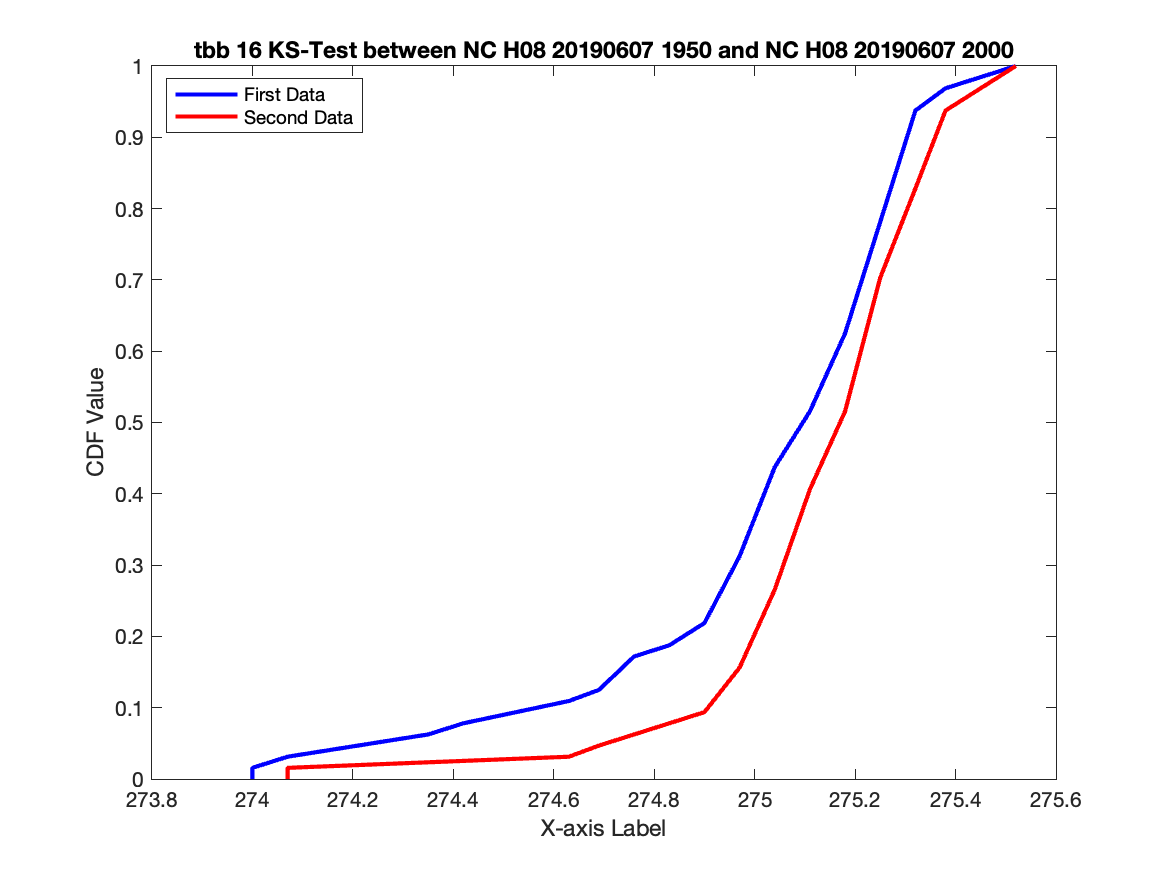 tbb 16 KS-Test between NC H08 20190607 1950 and NC H08 20190607 2000
First Data
Second Data
1
0.9
0.8
0.7
0.6
0.5
0.4
0.3
0.2
0.1
0
CDF Value
273.8 274 274.2 274.4 274.6 274.8 275 275.2 275.4 275.6
X-axis Label